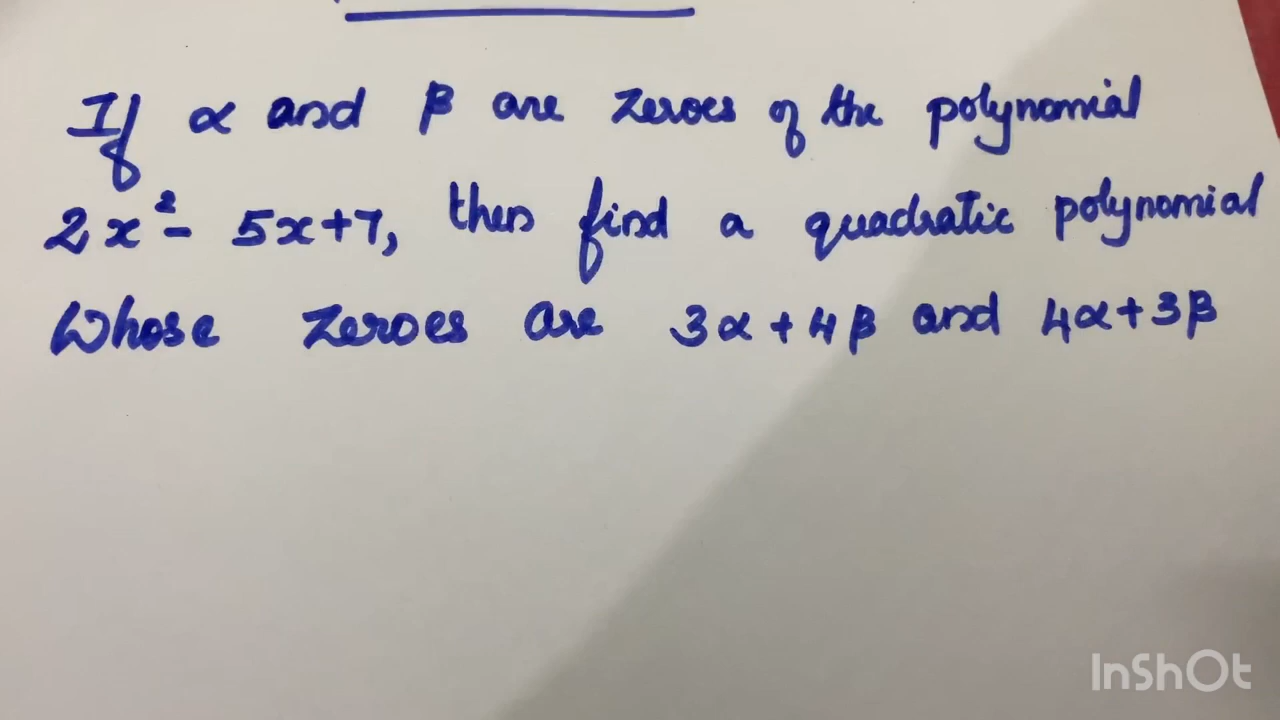 If α and β are zeroes of the polynomial
2x² - 5x+7, then find a quadratic polynomial
Whose zeroes are 3α+4β and 4α+3β
InShOt